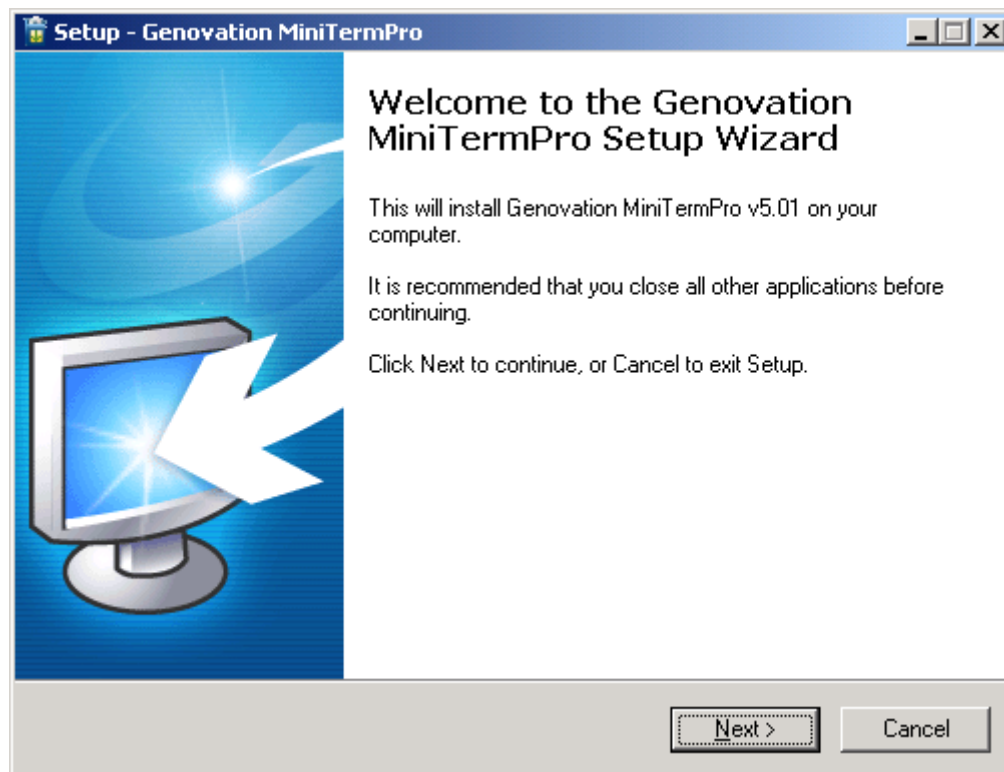 Setup - Genovation MiniTermPro
Welcome to the Genovation
MiniTermPro Setup Wizard
This will install Genovation MiniTermPro v5.01 on your
computer.
It is recommended that you close all other applications before
continuing.
Click Next to continue, or Cancel to exit Setup.
Next >
Cancel